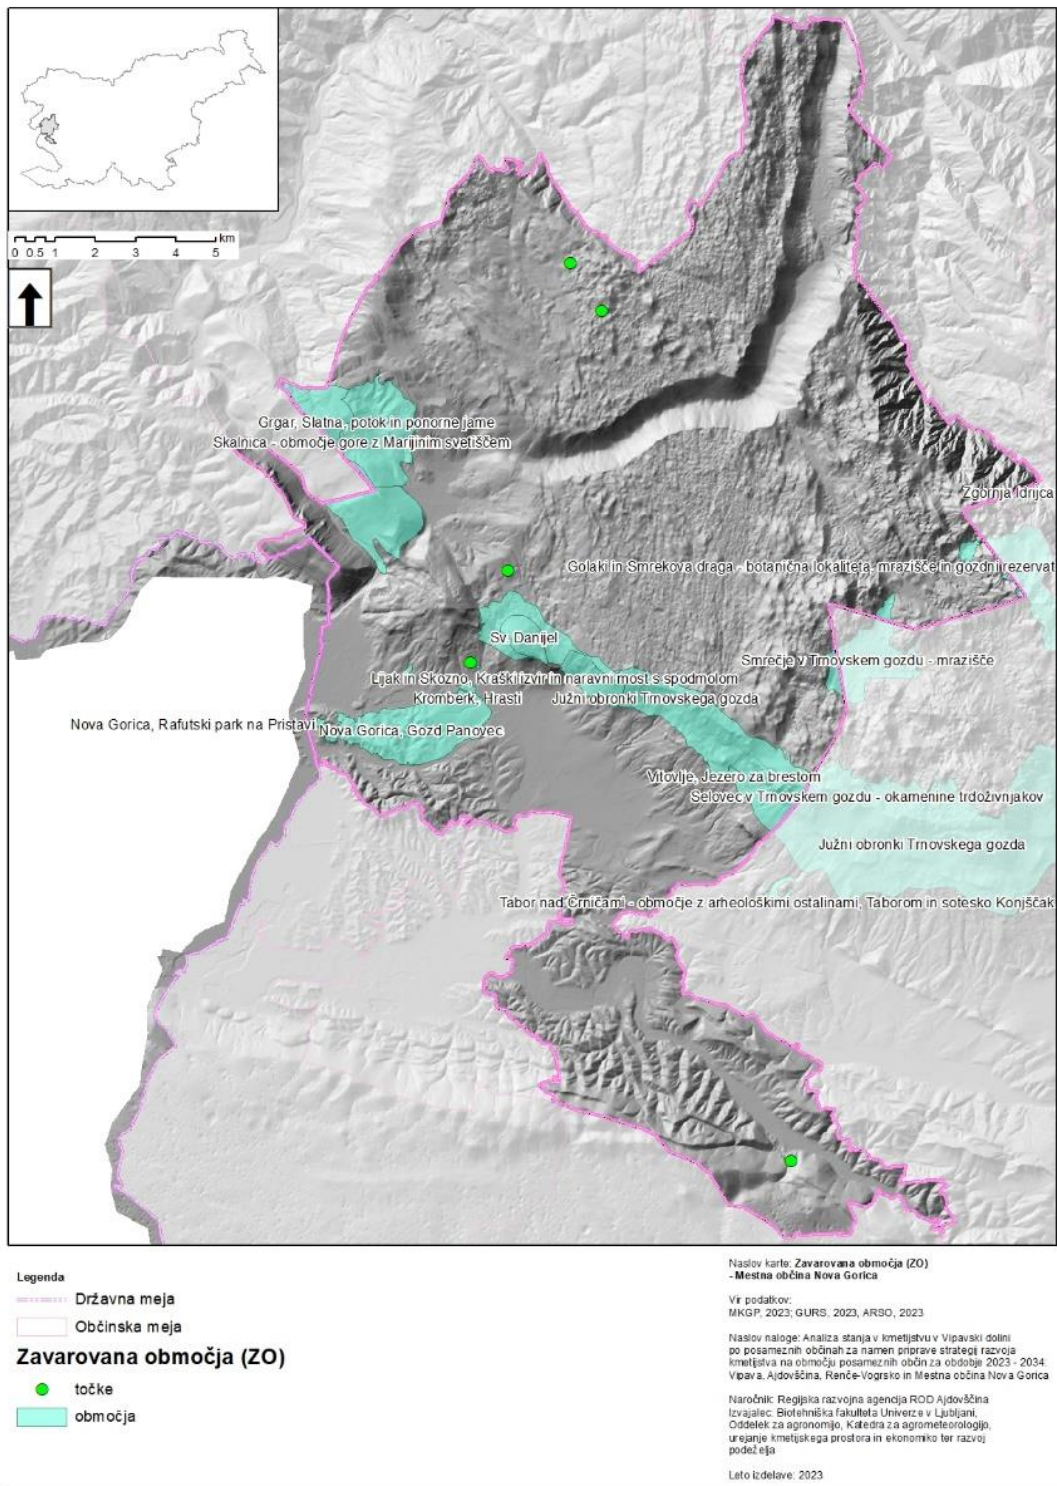 km
0 0.5 1 2 3 4 5
Grgar, Slatna, potok in ponorne jame
Skalnica - območje gore z Marijinim svetiščem
Zgornja Idrijca
Golaki in Smrekova draga - botanična lokaliteta, mrazišče in gozdni rezervat
Sv. Danijel
Smrečje v Trnovskem gozdu - mrazišče
Lijak in Skozno, Kraški izvir in naravni most s spodmolom
Kromberk, Hrasti
Južni obronki Trnovskega gozda
Nova Gorica, Rafutski park na Pristavi
Nova Gorica, Gozd Panovec
Vitovlje, Jezero za brestom
Selovec v Trnovskem gozdu - okamenine trdoživnjakov
Južni obronki Trnovskega gozda
Tabor nad Črničami - območje z arheološkimi ostalinami, Taborom in sotesko Konjščak
Legenda
Državna meja
Občinska meja
Zavarovana območja (ZO)
točke
območja
Naslov karte: Zavarovana območja (ZO)
- Mestna občina Nova Gorica
Vir podatkov:
MKGP, 2023; GURS, 2023, ARSO, 2023
Naslov naloge: Analiza stanja v kmetijstvu v Vipavski dolini
po posameznih občinah za namen priprave strategij razvoja
kmetijstva na območju posameznih občin za obdobje 2023 - 2034:
Vipava, Ajdovščina, Renče-Vogrsko in Mestna občina Nova Gorica
Naročnik: Regijska razvojna agencija ROD Ajdovščina
Izvajalec: Biotehniška fakulteta Univerze v Ljubljani,
Oddelek za agronomijo, Katedra za agrometeorologijo,
urejanje kmetijskega prostora in ekonomiko ter razvoj
podeželja
Leto izdelave: 2023